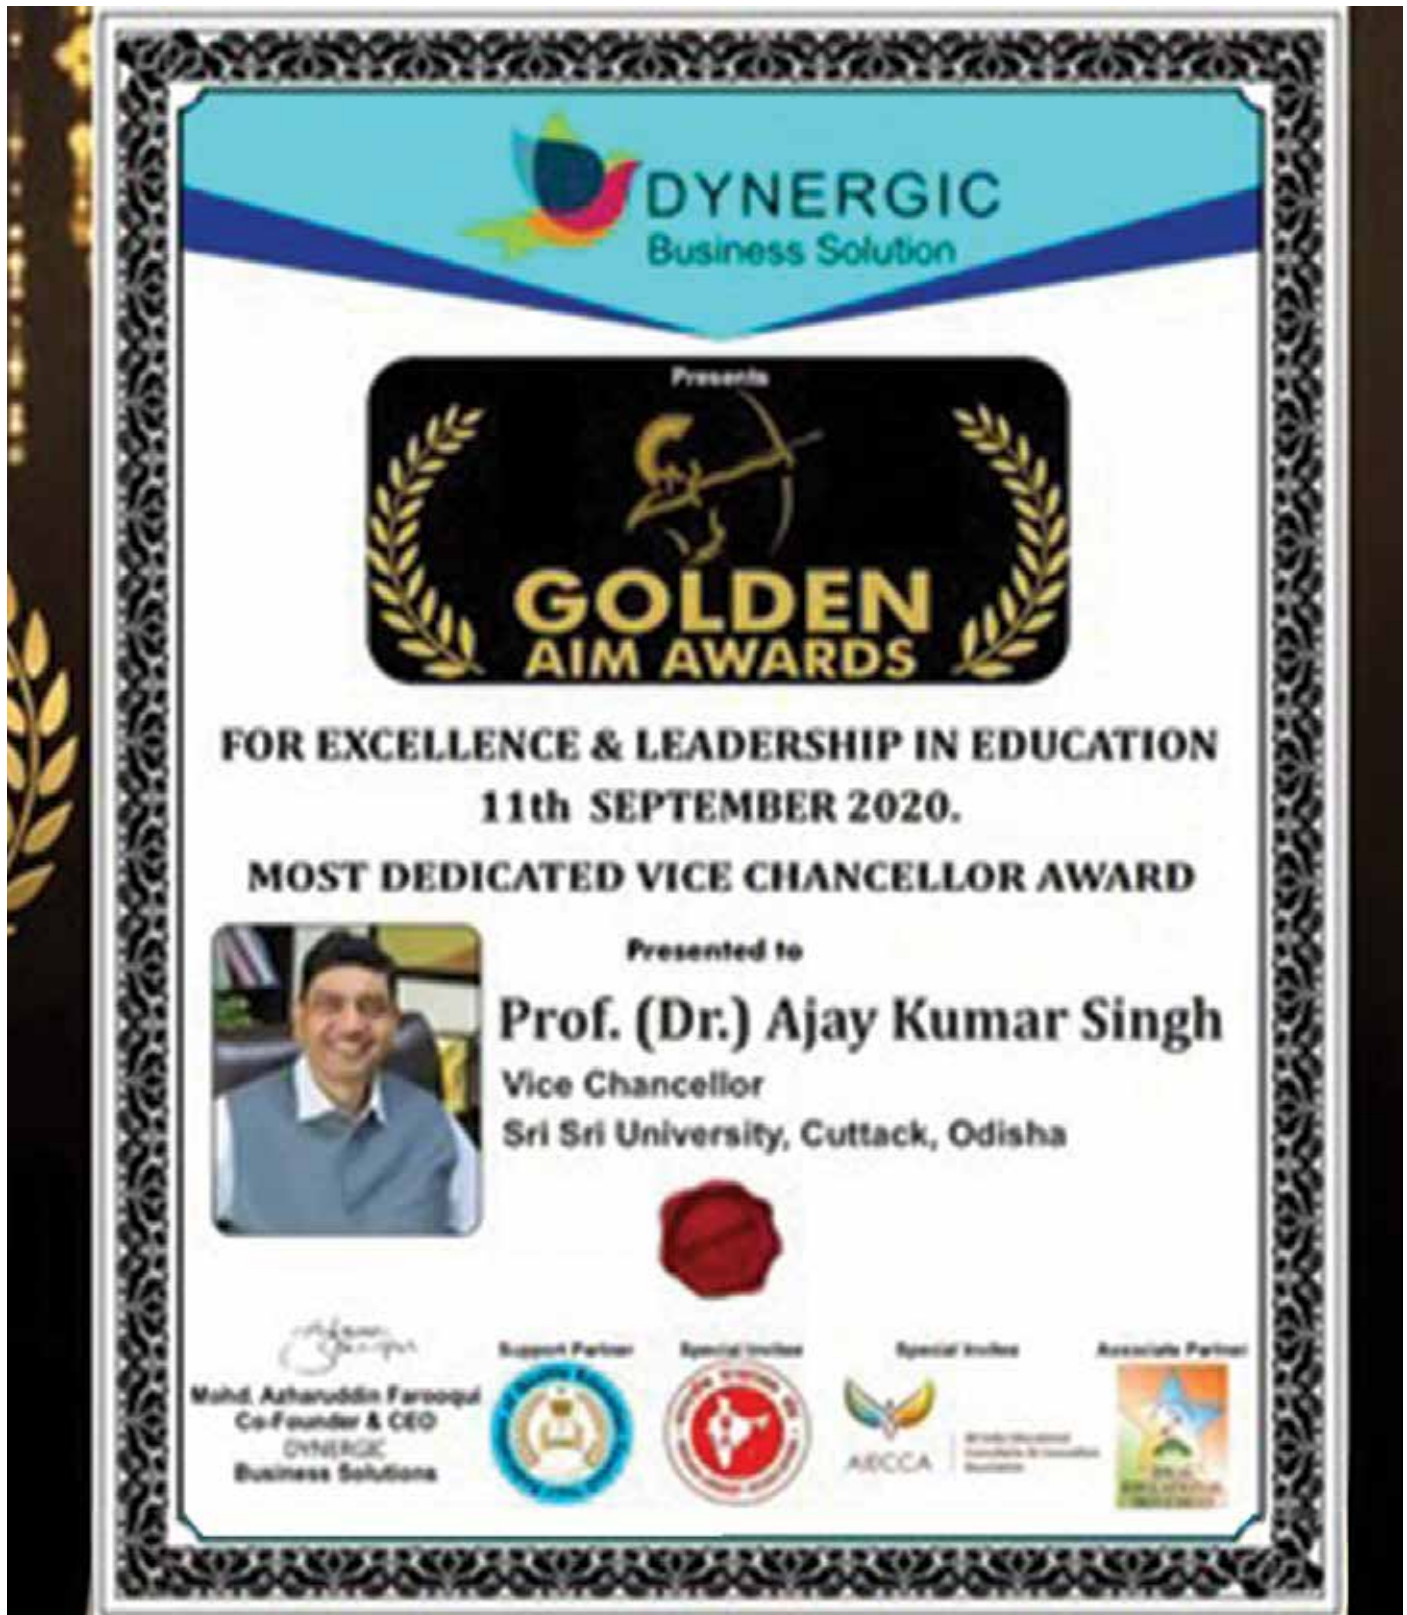 DYNERGIC
Business Solution
Presents
GOLDEN
AIM AWARDS
FOR EXCELLENCE & LEADERSHIP IN EDUCATION
11th SEPTEMBER 2020.
MOST DEDICATED VICE CHANCELLOR AWARD
Presented to
Prof. (Dr.) Ajay Kumar Singh
Vice Chancellor
Sri Sri University, Cuttack, Odisha
Support Partner
Special Invitee
Special Invitee
Associate Partner
Mohd. Azharuddin Farooqui
Co-Founder & CEO
DYNERGIC
Business Solutions
AECCA